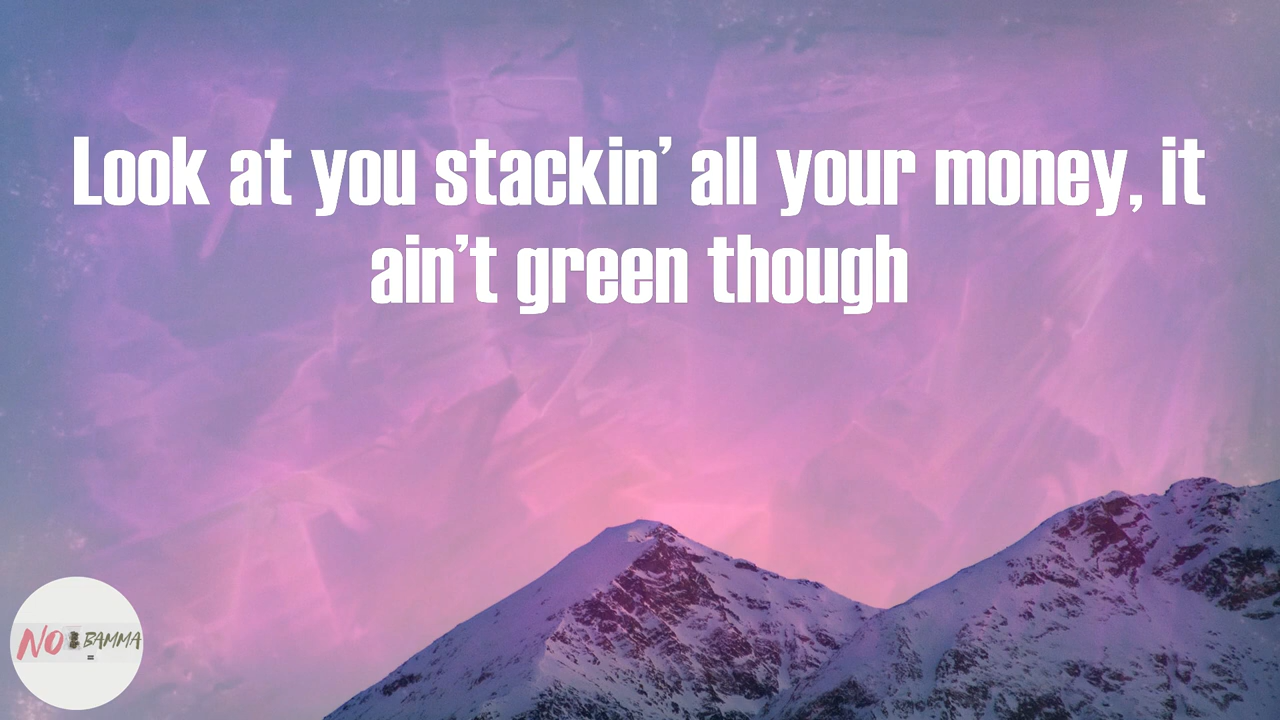 Look at you stackin’ all your money, it
ain’t green though
NO BAMMA